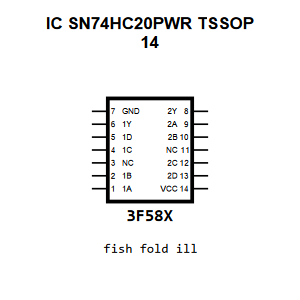 IC SN74HC20PWR TSSOP
14
7 GND 2Y 8
6 1Y 2A 9
5 1D 2B 10
4 1C NC 11
3 NC 2C 12
2 1B 2D 13
1 1A VCC 14
3F58X
fish fold ill